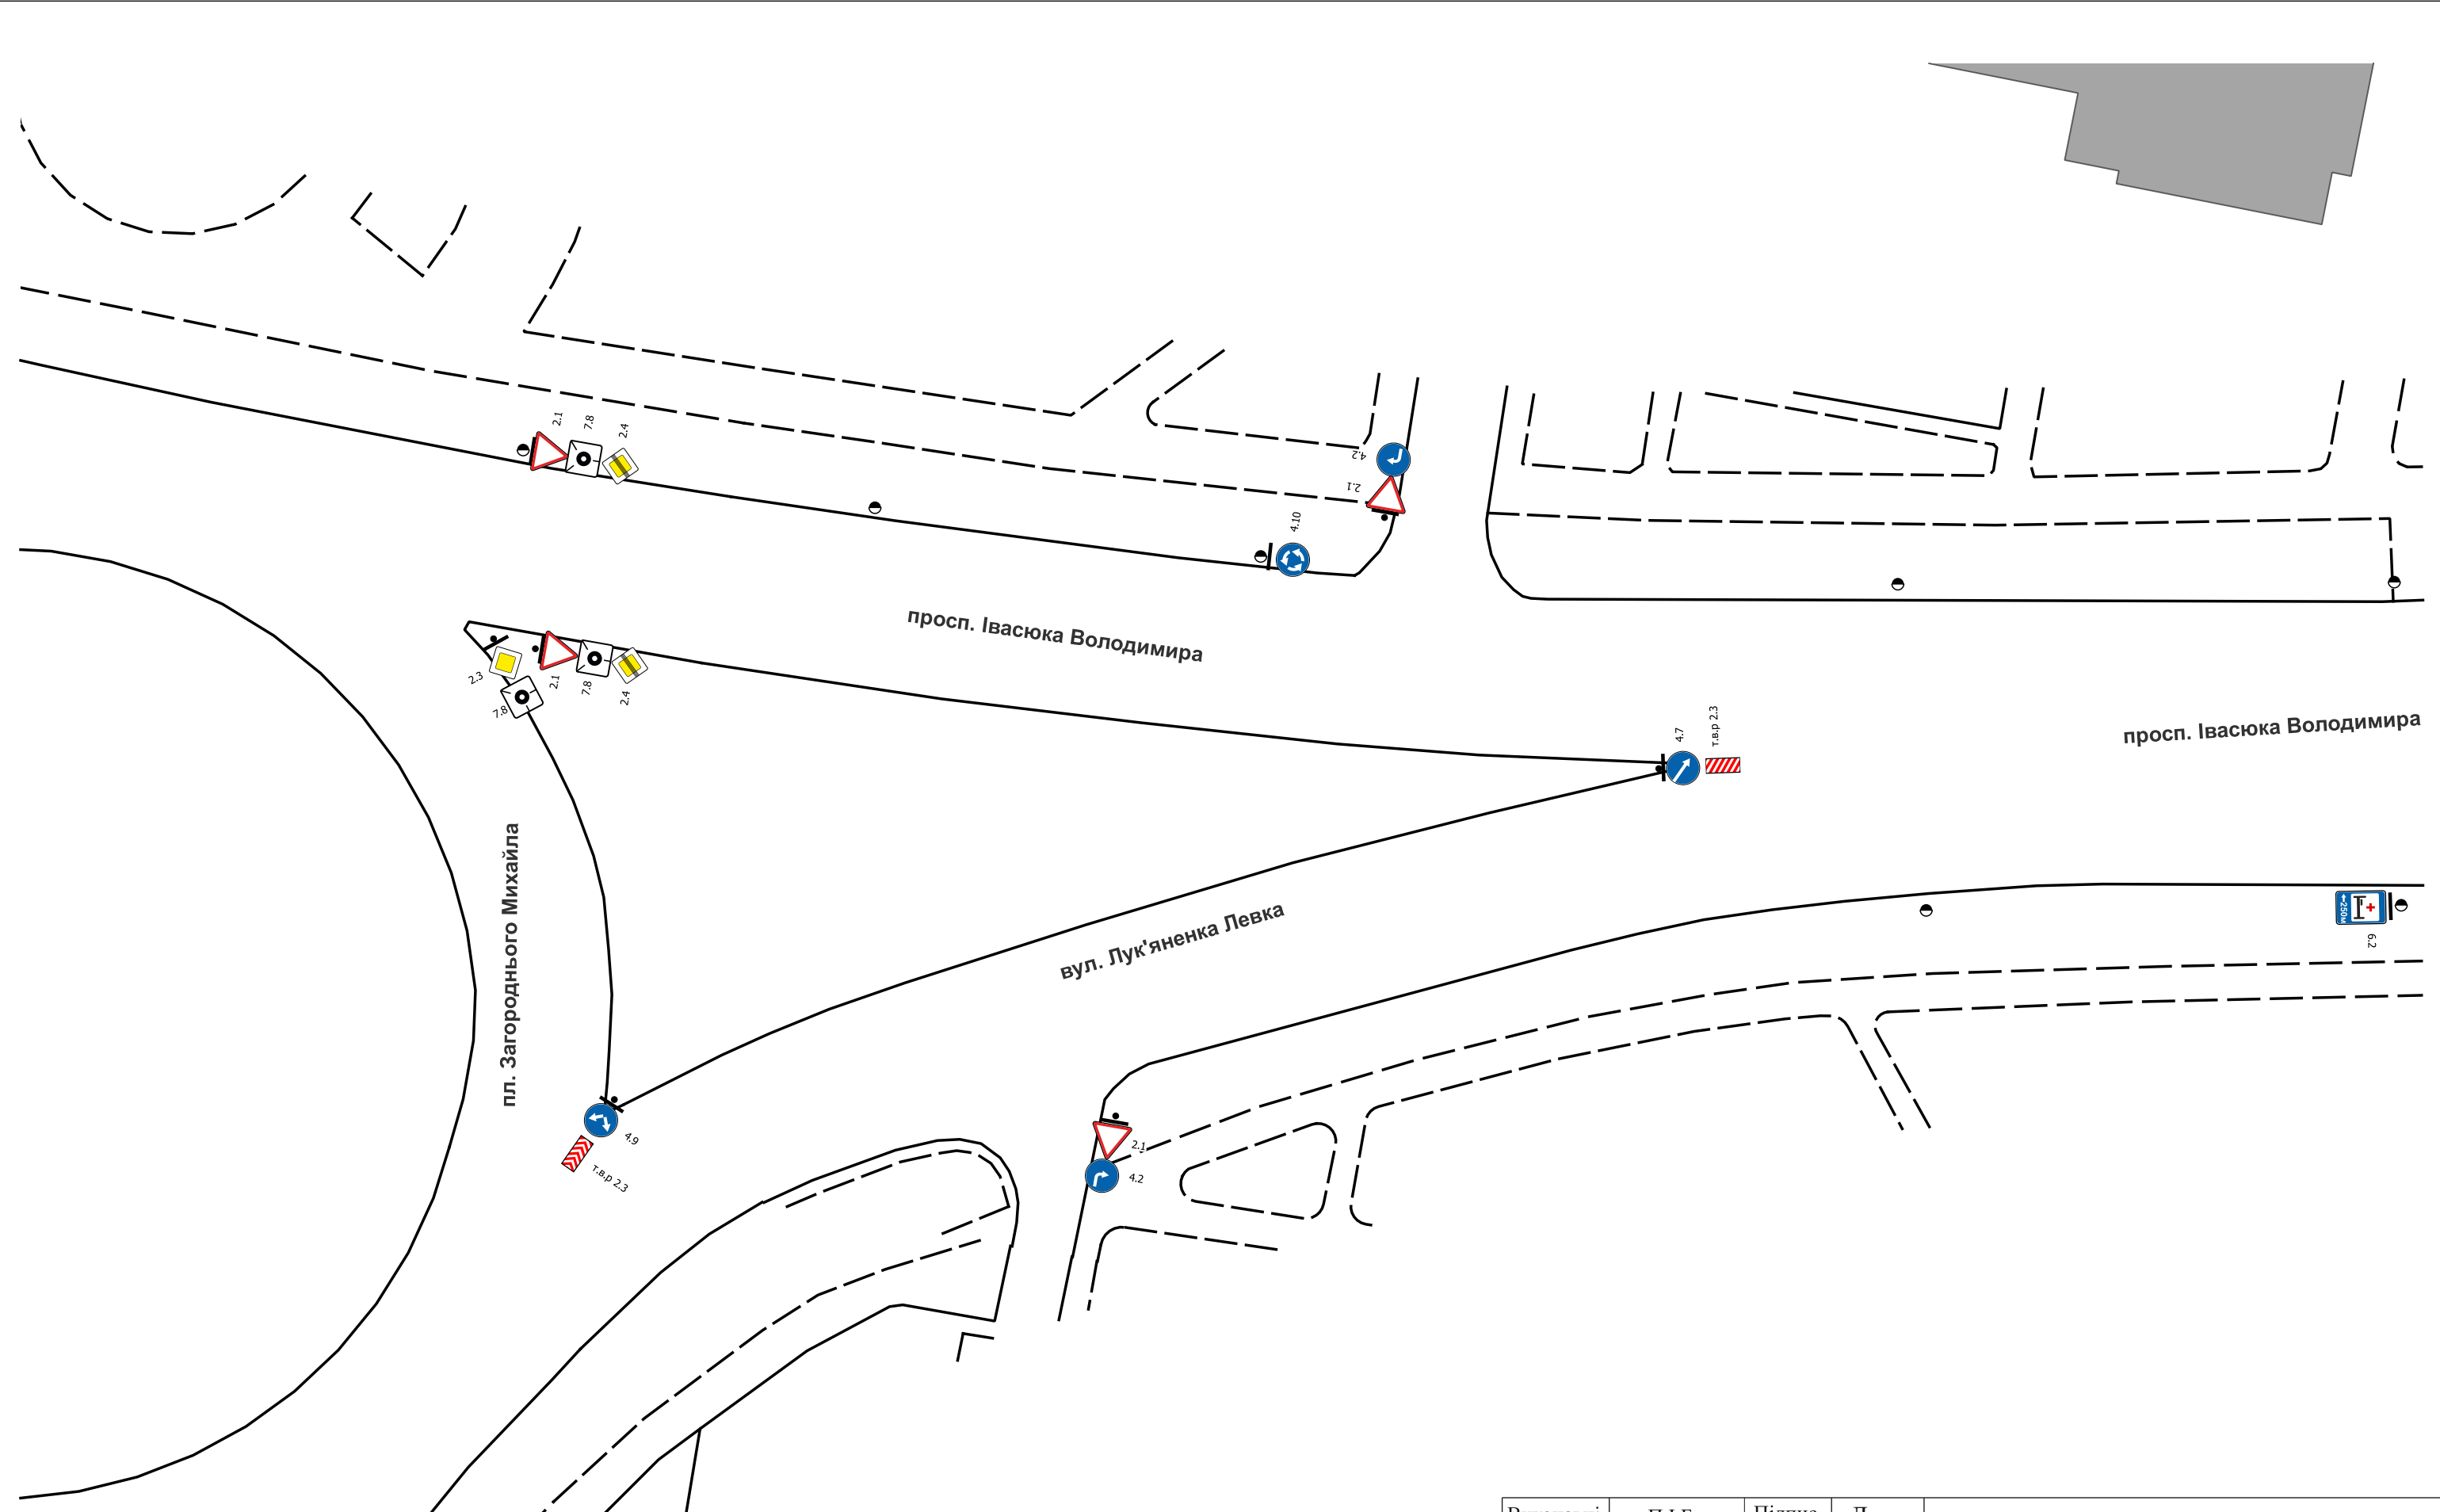 2.1
7.8
2.4
4.2
2.1
4.10
просп. Івасюка Володимира
2.3
7.8
2.1
7.8
2.4
4.7
т.в.р 2.3
просп. Івасюка Володимира
пл. Загороднього Михайла
вул. Лук'яненка Левка
250м
6.2
4.9
т.в.р 2.3
2.1
4.2